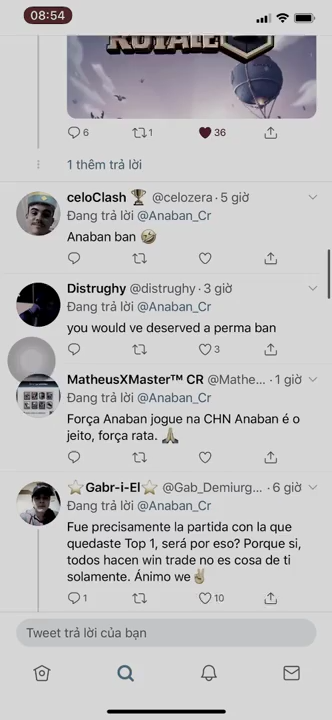 08:54
ROYALE
6 1 36
1 thêm trả lời
celoClash 🏆 @celozera · 5 giờ
Đang trả lời @Anaban_Cr
Anaban ban 🤣
Distrughy @distrughy · 3 giờ
Đang trả lời @Anaban_Cr
you would ve deserved a perma ban
3
MatheusXMaster™ CR @Mathe... · 1 giờ
Đang trả lời @Anaban_Cr
Força Anaban jogue na CHN Anaban é o
jeito, força rata. 🙏
⭐Gabr-i-El⭐ @Gab_Demiurg... · 6 giờ
Đang trả lời @Anaban_Cr
Fue precisamente la partida con la que
quedaste Top 1, será por eso? Porque si,
todos hacen win trade no es cosa de ti
solamente. Ánimo we ✌
1 10
Tweet trả lời của bạn